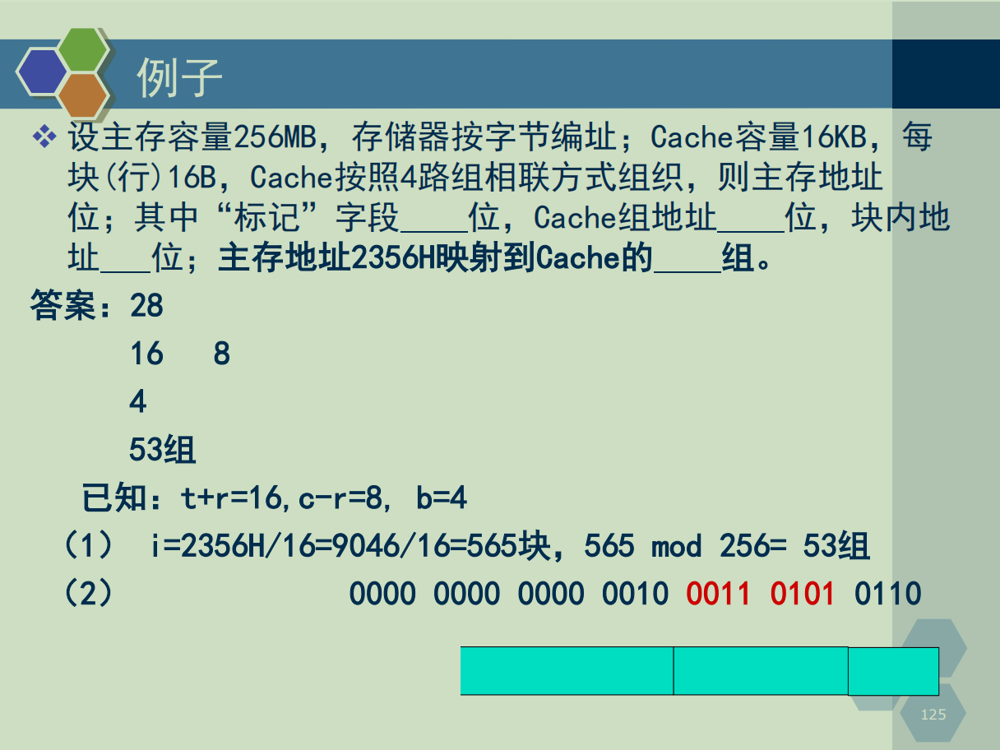 例子
设主存容量256MB，存储器按字节编址；Cache容量16KB，每
块(行)16B，Cache按照4路组相联方式组织，则主存地址
位；其中“标记”字段____位，Cache组地址____位，块内地
址___位；主存地址2356H映射到Cache的____组。
答案：28
16 8
4
53组
已知：t+r=16,c-r=8, b=4
（1） i=2356H/16=9046/16=565块，565 mod 256= 53组
（2） 0000 0000 0000 0010 0011 0101 0110
125